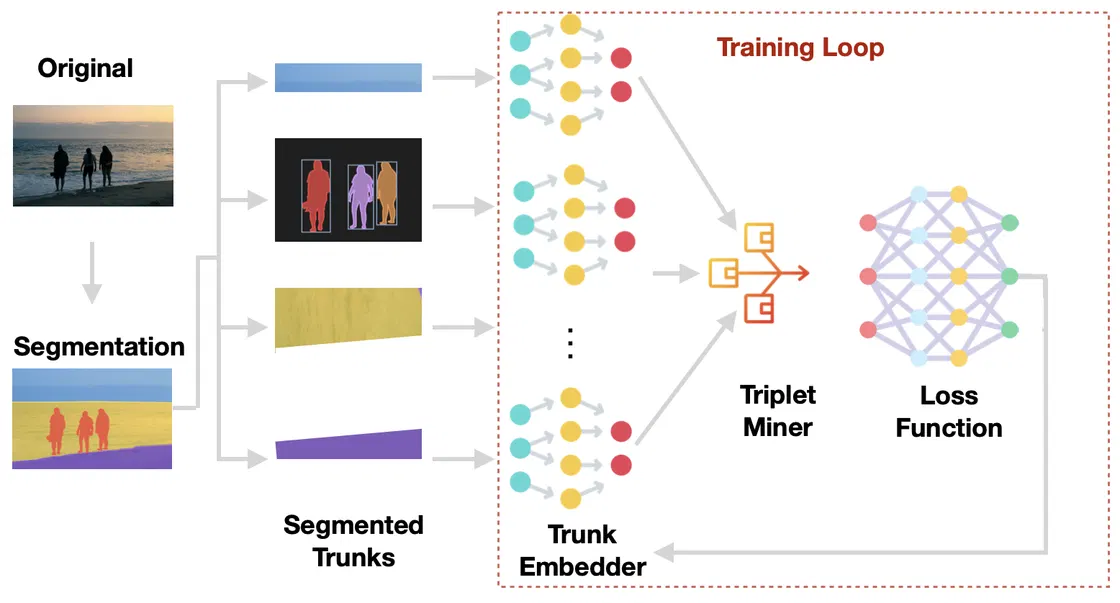 Original
Segmentation
Segmented
Trunks
Training Loop
Trunk
Embedder
Triplet
Miner
Loss
Function